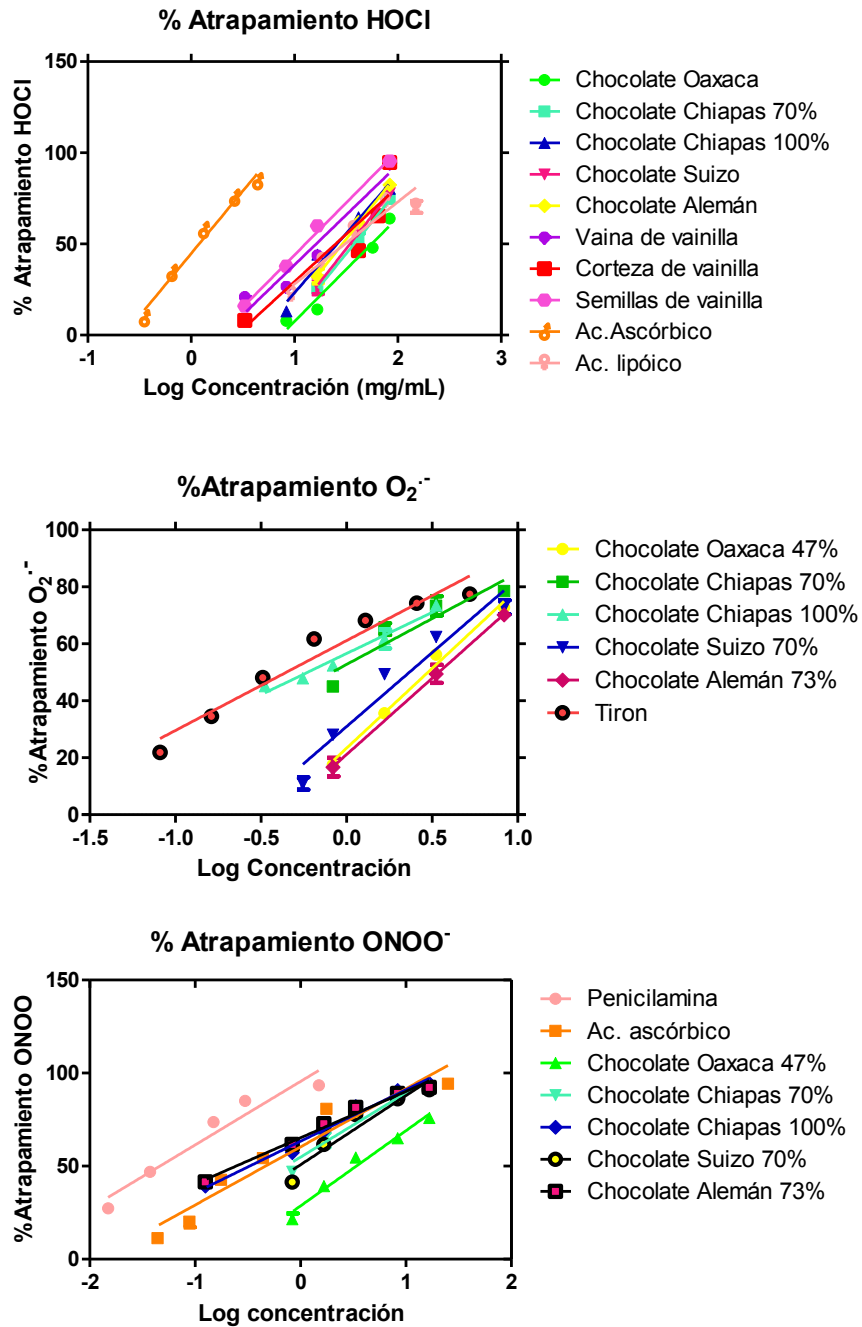 % Atrapamiento HOCl
% Atrapamiento HOCl
150
100
50
0
-1 0 1 2 3
Log Concentración (mg/mL)
Chocolate Oaxaca
Chocolate Chiapas 70%
Chocolate Chiapas 100%
Chocolate Suizo
Chocolate Alemán
Vaina de vainilla
Corteza de vainilla
Semillas de vainilla
Ac.Ascórbico
Ac. lipóico
%Atrapamiento O₂·-
%Atrapamiento O₂·-
100
80
60
40
20
0
-1.5 -1.0 -0.5 0.0 0.5 1.0
Log Concentración
Chocolate Oaxaca 47%
Chocolate Chiapas 70%
Chocolate Chiapas 100%
Chocolate Suizo 70%
Chocolate Alemán 73%
Tiron
% Atrapamiento ONOO⁻
%Atrapamiento ONOO
150
100
50
0
-2 -1 0 1 2
Log concentración
Penicilamina
Ac. ascórbico
Chocolate Oaxaca 47%
Chocolate Chiapas 70%
Chocolate Chiapas 100%
Chocolate Suizo 70%
Chocolate Alemán 73%